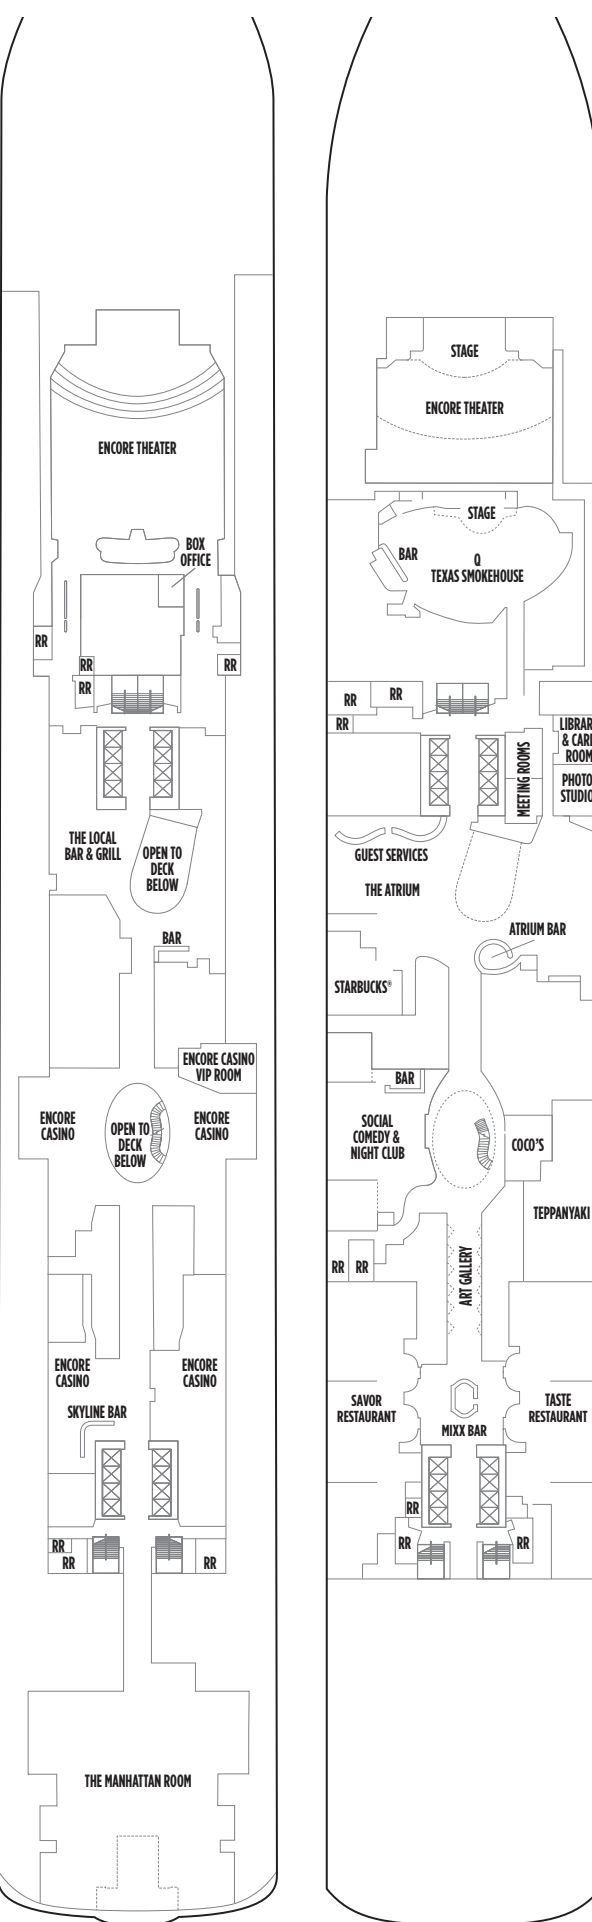 ENCORE THEATER
BOX
OFFICE
RR
RR
RR
RR
THE LOCAL
BAR & GRILL
OPEN TO
DECK
BELOW
BAR
ENCORE CASINO
VIP ROOM
ENCORE
CASINO
OPEN TO
DECK
BELOW
ENCORE
CASINO
ENCORE
CASINO
ENCORE
CASINO
SKYLINE BAR
RR
RR
RR
THE MANHATTAN ROOM
STAGE
ENCORE THEATER
STAGE
BAR
Q
TEXAS SMOKEHOUSE
RR
RR
RR
MEETING ROOMS
LIBRAR
& CARD
ROOM
PHOTO
STUDIO
GUEST SERVICES
THE ATRIUM
ATRIUM BAR
STARBUCKS®
BAR
SOCIAL
COMEDY &
NIGHT CLUB
COCO'S
TEPPANYAKI
RR
RR
ART GALLERY
SAVOR
RESTAURANT
TASTE
RESTAURANT
MIXX BAR
RR
RR
RR